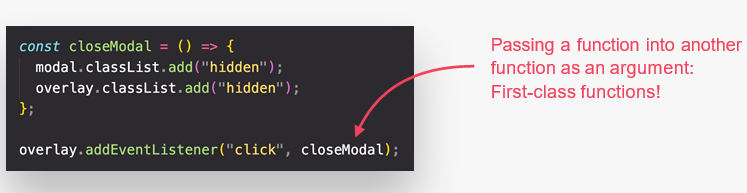 const closeModal = () => {
modal.classList.add("hidden");
overlay.classList.add("hidden");
};
overlay.addEventListener("click", closeModal);
Passing a function into another
function as an argument:
First-class functions!